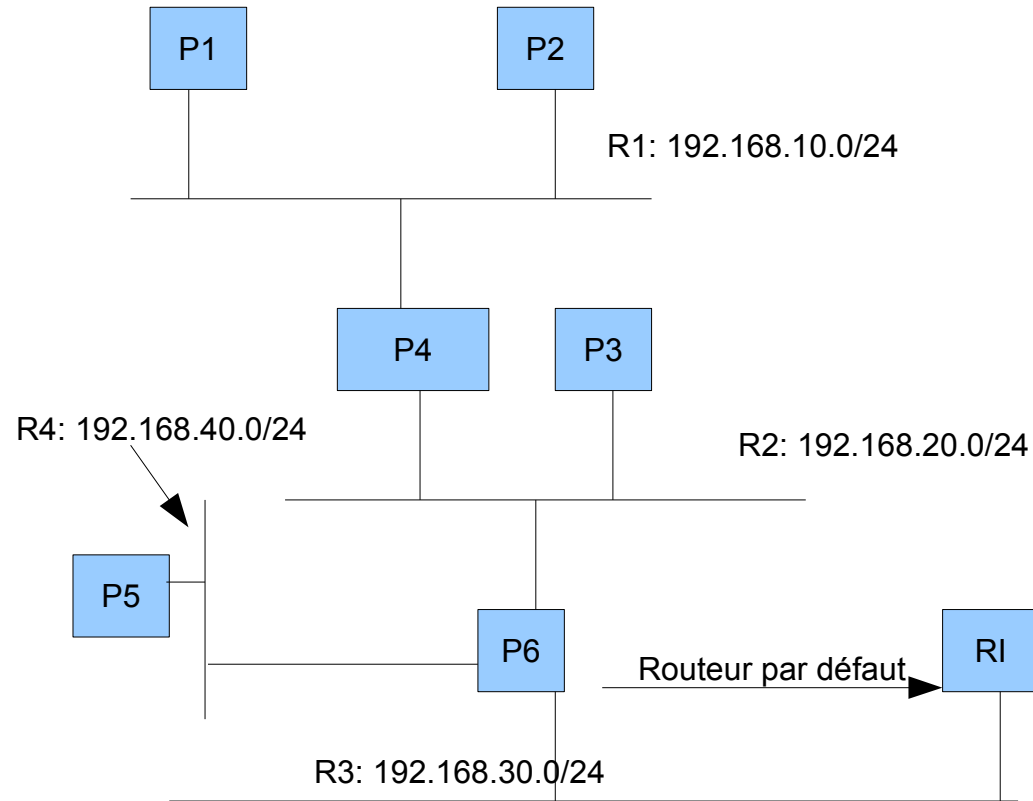 P1
P2
R1: 192.168.10.0/24
P4
P3
R4: 192.168.40.0/24
R2: 192.168.20.0/24
P5
P6
Routeur par défaut
RI
R3: 192.168.30.0/24